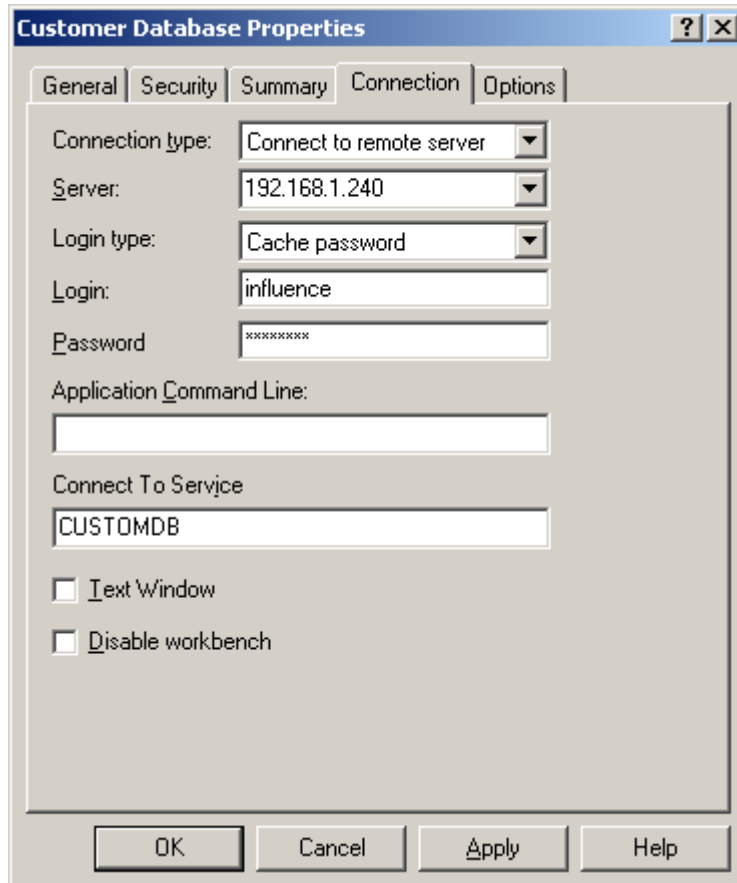 Customer Database Properties
General Security Summary Connection Options
Connection type: Connect to remote server
Server: 192.168.1.240
Login type: Cache password
Login: influence
Password ********
Application Command Line:
Connect To Service
CUSTOMDB
Text Window
Disable workbench
OK Cancel Apply Help